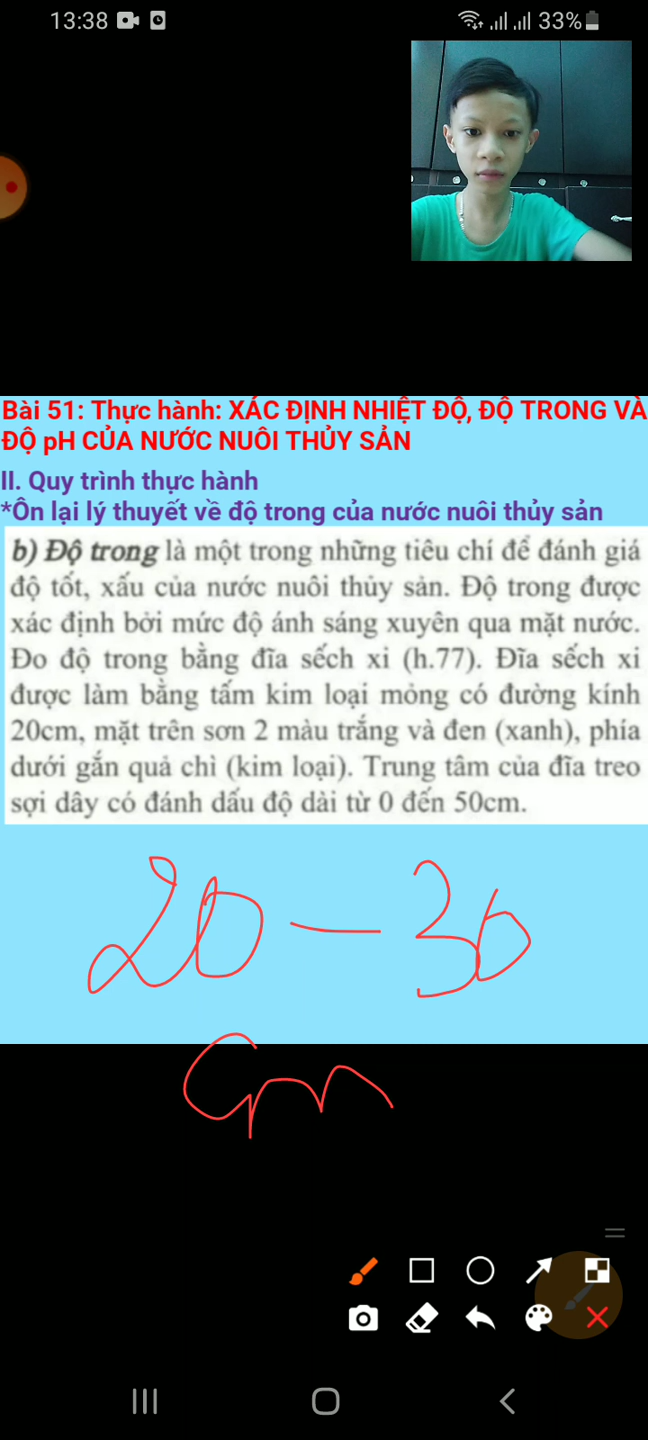 13:38 33%
Bài 51: Thực hành: XÁC ĐỊNH NHIỆT ĐỘ, ĐỘ TRONG VÀ
ĐỘ pH CỦA NƯỚC NUÔI THỦY SẢN
II. Quy trình thực hành
*Ôn lại lý thuyết về độ trong của nước nuôi thủy sản
b) Độ trong là một trong những tiêu chí để đánh giá
độ tốt, xấu của nước nuôi thủy sản. Độ trong được
xác định bởi mức độ ánh sáng xuyên qua mặt nước.
Đo độ trong bằng đĩa sếch xi (h.77). Đĩa sếch xi
được làm bằng tấm kim loại mỏng có đường kính
20cm, mặt trên sơn 2 màu trắng và đen (xanh), phía
dưới gắn quả chì (kim loại). Trung tâm của đĩa treo
sợi dây có đánh dấu độ dài từ 0 đến 50cm.
20 - 30
cm